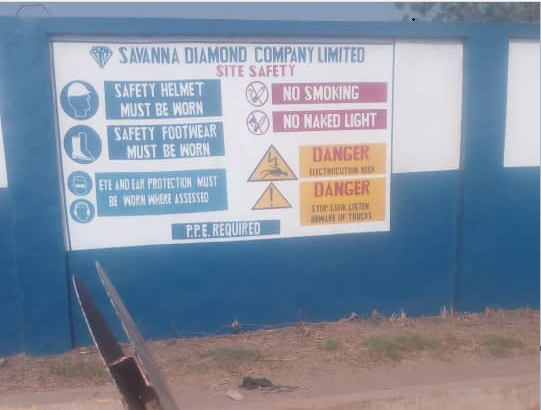 SAVANNA DIAMOND COMPANY LIMITED
SITE SAFETY
SAFETY HELMET
MUST BE WORN
SAFETY FOOTWEAR
MUST BE WORN
EYE AND EAR PROTECTION MUST
BE WORN WHERE ASSESSED
NO SMOKING
NO NAKED LIGHT
DANGER
ELECTROCUTION RISK
DANGER
STOP, LOOK, LISTEN
BEWARE OF TRUCKS
P.P.E. REQUIRED